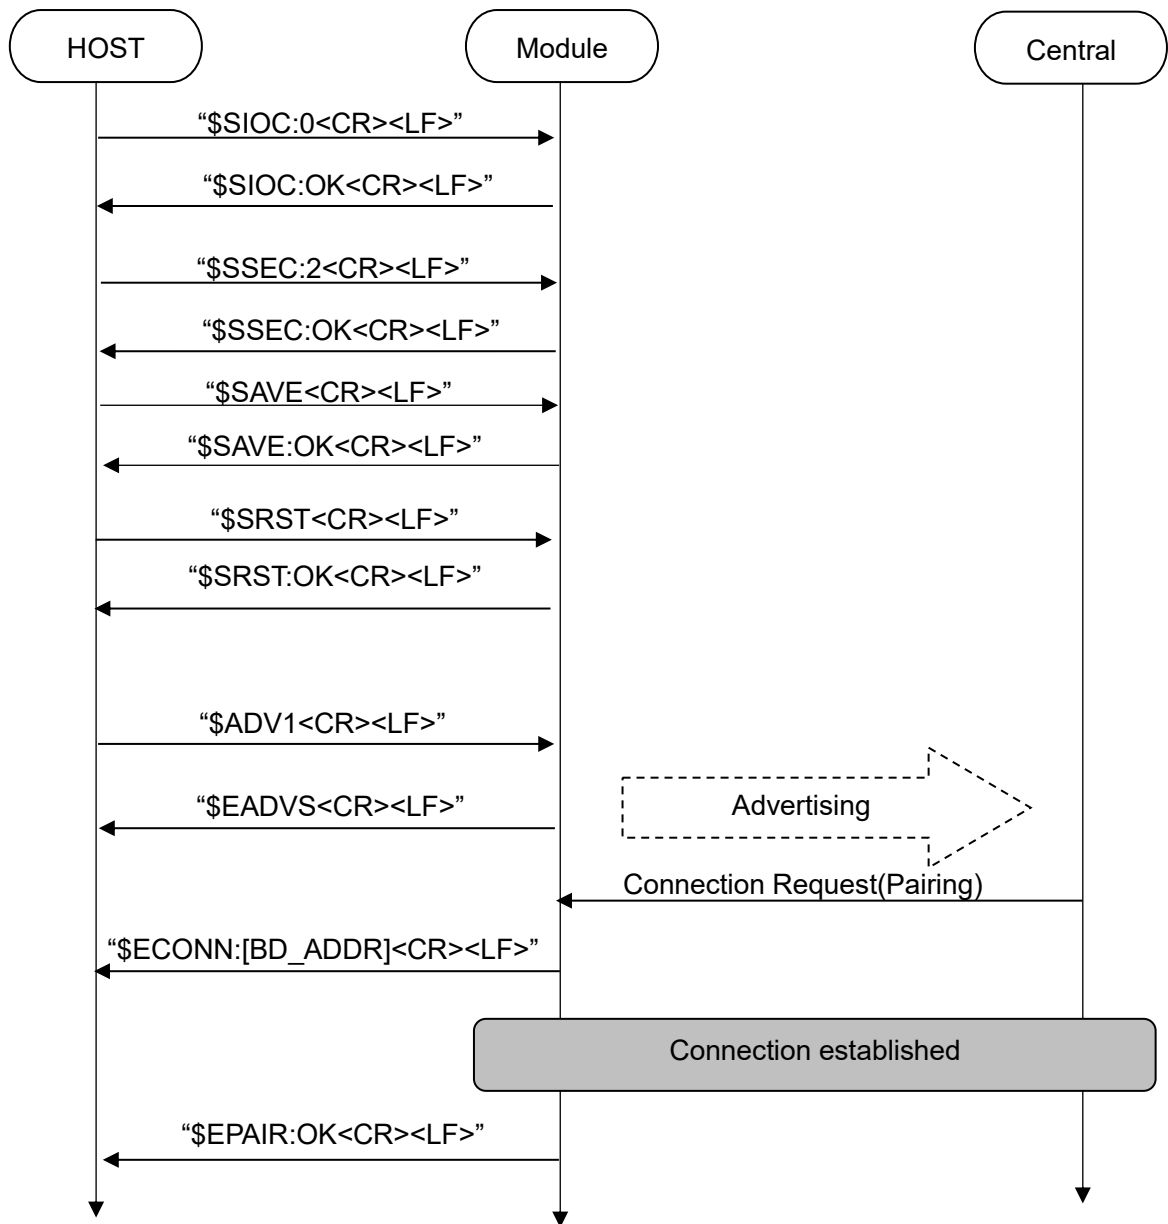 HOST
Module
Central
“$SIOC:0<CR><LF>”
“$SIOC:OK<CR><LF>”
“$SSEC:2<CR><LF>”
“$SSEC:OK<CR><LF>”
“$SAVE<CR><LF>”
“$SAVE:OK<CR><LF>”
“$SRST<CR><LF>”
“$SRST:OK<CR><LF>”
“$ADV1<CR><LF>”
“$EADVS<CR><LF>”
Advertising
Connection Request(Pairing)
“$ECONN:[BD_ADDR]<CR><LF>”
Connection established
“$EPAIR:OK<CR><LF>”